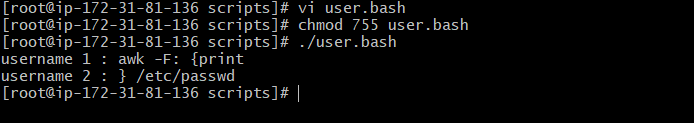 [root@ip-172-31-81-136 scripts]# vi user.bash
[root@ip-172-31-81-136 scripts]# chmod 755 user.bash
[root@ip-172-31-81-136 scripts]# ./user.bash
username 1 : awk -F: {print
username 2 : } /etc/passwd
[root@ip-172-31-81-136 scripts]#